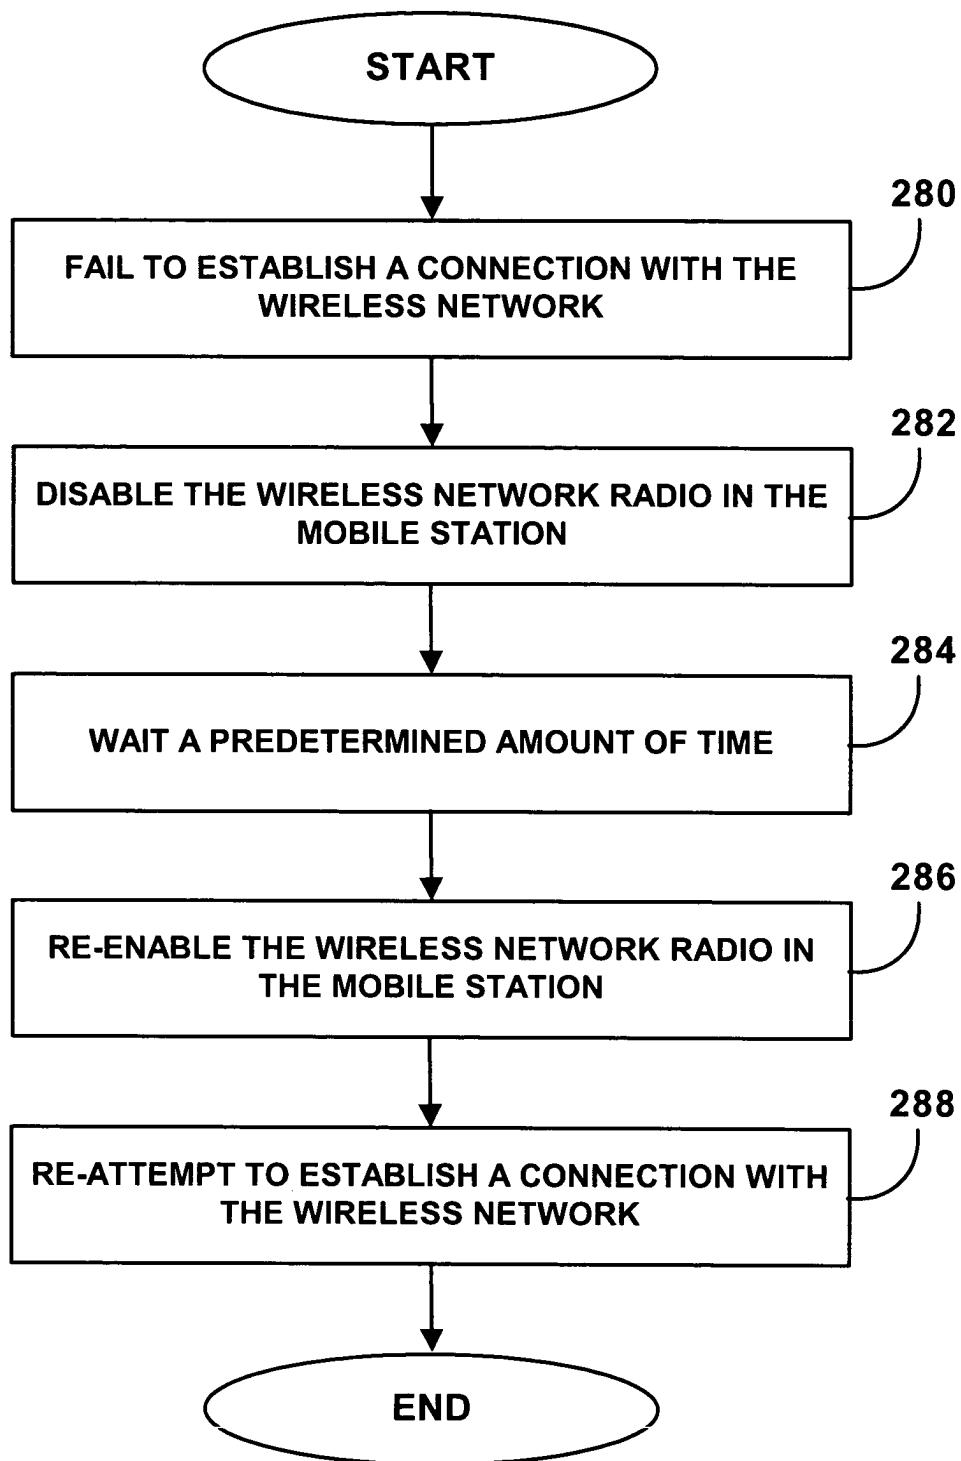 START
280
FAIL TO ESTABLISH A CONNECTION WITH THE
WIRELESS NETWORK
282
DISABLE THE WIRELESS NETWORK RADIO IN THE
MOBILE STATION
284
WAIT A PREDETERMINED AMOUNT OF TIME
286
RE-ENABLE THE WIRELESS NETWORK RADIO IN
THE MOBILE STATION
288
RE-ATTEMPT TO ESTABLISH A CONNECTION WITH
THE WIRELESS NETWORK
END